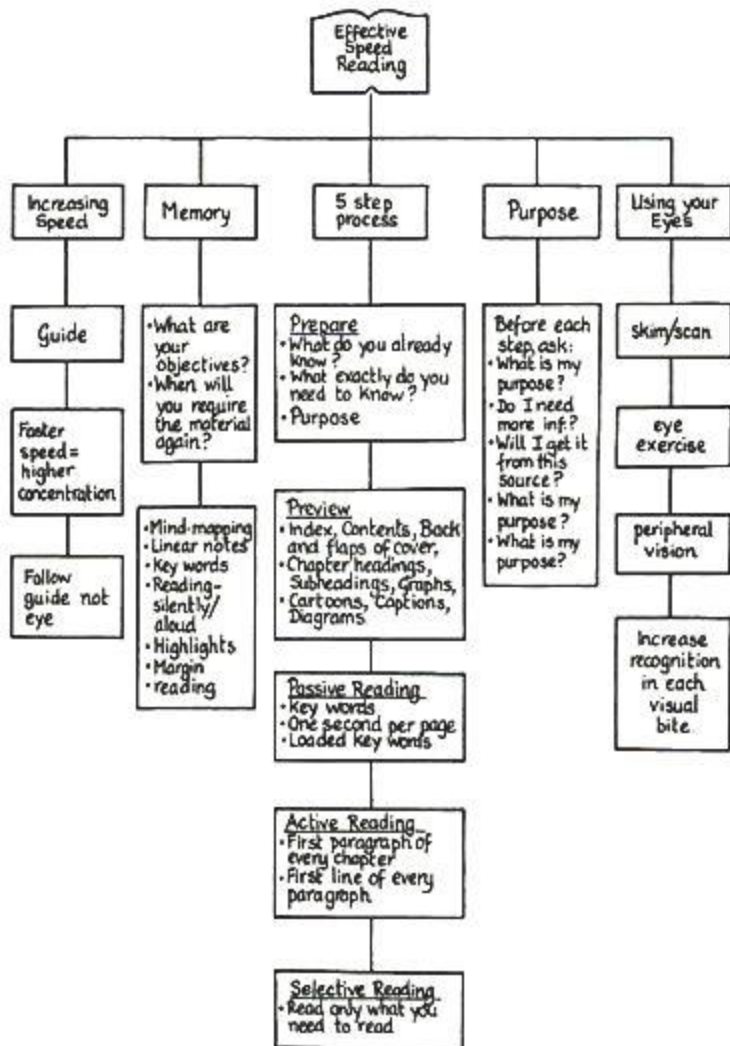 Effective
Speed
Reading
Increasing
Speed
Guide
Faster
speed=
higher
concentration
Follow
guide not
eye
Memory
•What are
your
objectives?
•When will
you require
the material
again?
•Mind-mapping
•Linear notes
•Key words
•Reading-
silently/
aloud
•Highlights
•Margin
•reading
5 step
process
Prepare
•What do you already
know?
•What exactly do you
need to know?
•Purpose
Preview
•Index, Contents, Back
and flaps of cover,
•Chapter headings,
Subheadings, Graphs,
•Cartoons, Captions,
Diagrams
Passive Reading
•Key words
•One second per page
•Loaded key words
Active Reading
•First paragraph of
every chapter
•First line of every
paragraph
Selective Reading
•Read only what you
need to read
Purpose
Before each
step, ask:
•What is my
purpose?
•Do I need
more inf.?
•Will I get it
from this
source?
•What is my
purpose?
•What is my
purpose?
Using your
Eyes
skim/scan
eye
exercise
peripheral
vision
Increase
recognition
in each
visual
bite